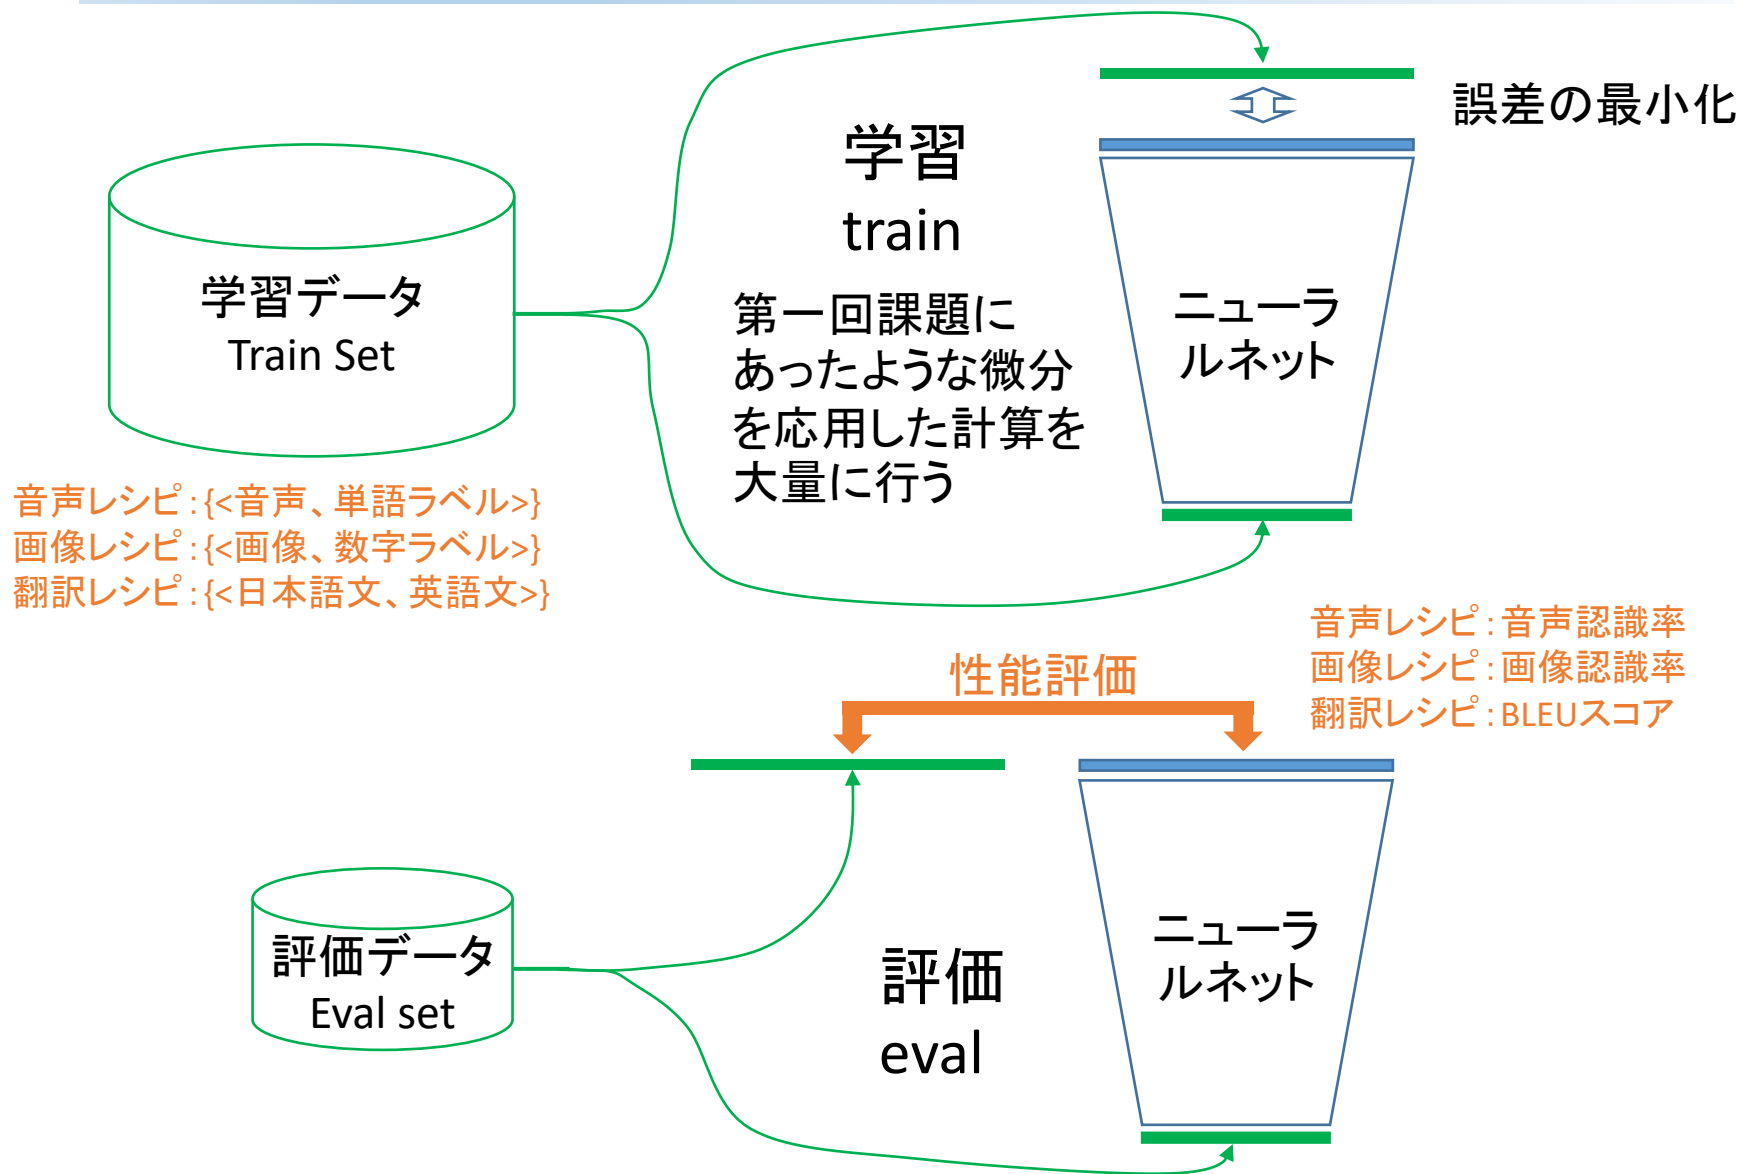 誤差の最小化
学習
train
学習データ
Train Set
第一回課題に
あったような微分
を応用した計算を
大量に行う
ニューラ
ルネット
音声レシピ:{<音声、単語ラベル>}
画像レシピ:{<画像、数字ラベル>}
翻訳レシピ:{<日本語文、英語文>}
音声レシピ:音声認識率
画像レシピ:画像認識率
翻訳レシピ:BLEUスコア
性能評価
評価データ
Eval set
評価
eval
ニューラ
ルネット